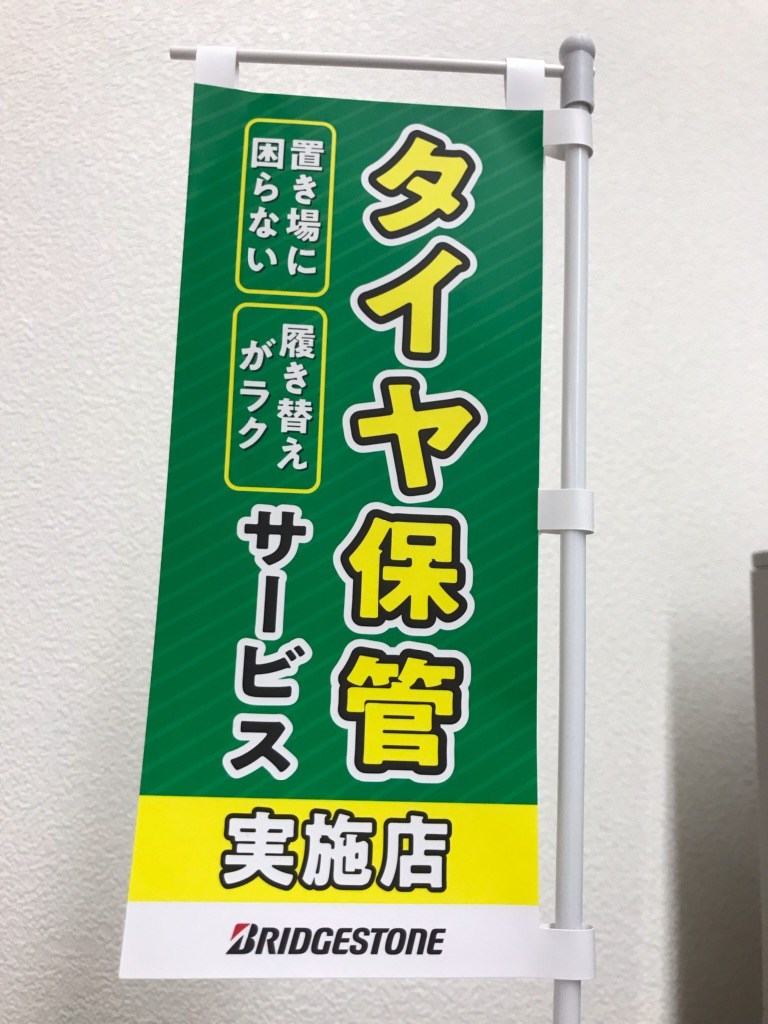 タイヤ保管
置き場に
困らない
履き替え
がラク
サービス
実施店
BRIDGESTONE